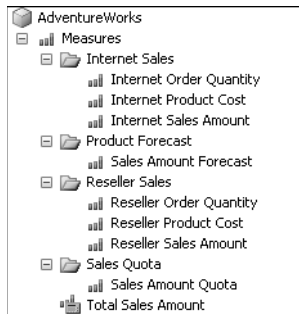 AdventureWorks
Measures
Internet Sales
Internet Order Quantity
Internet Product Cost
Internet Sales Amount
Product Forecast
Sales Amount Forecast
Reseller Sales
Reseller Order Quantity
Reseller Product Cost
Reseller Sales Amount
Sales Quota
Sales Amount Quota
Total Sales Amount